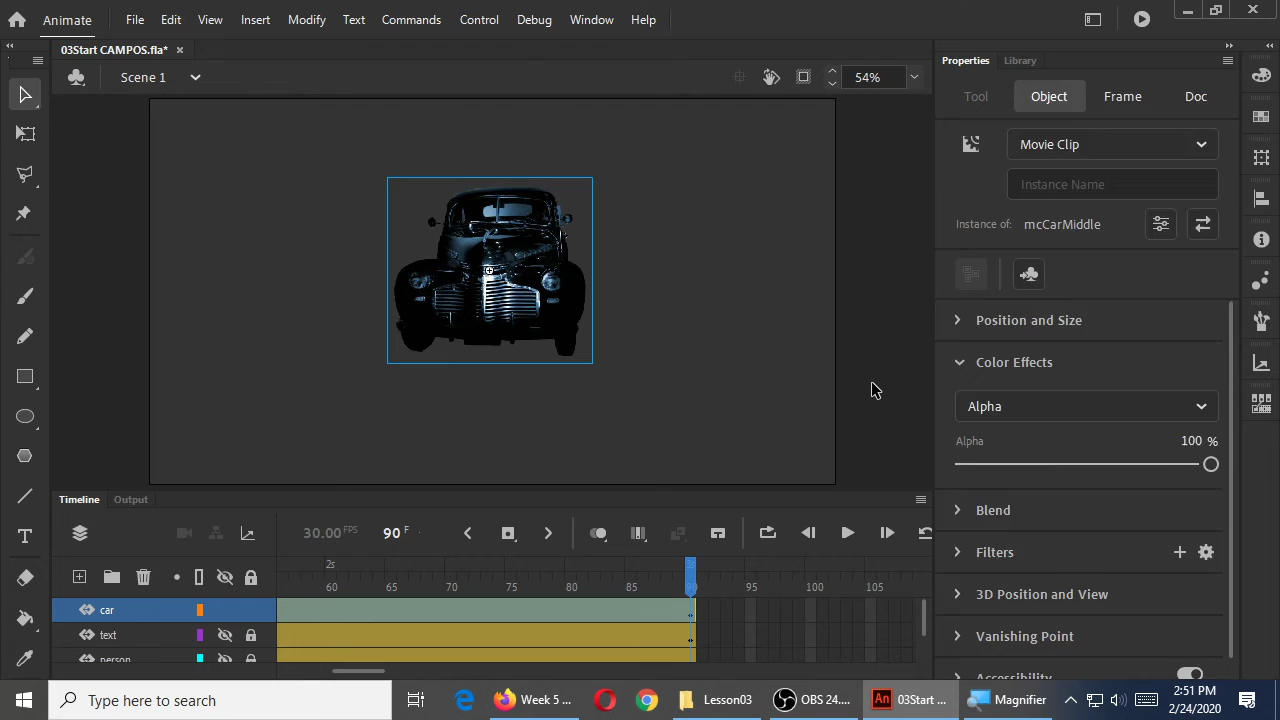 Animate File Edit View Insert Modify Text Commands Control Debug Window Help
03Start CAMPOS.fla*
Scene 1
54%
Properties Library
Tool Object Frame Doc
Movie Clip
Instance Name
Instance of: mcCarMiddle
Position and Size
Color Effects
Alpha
Alpha 100 %
Blend
Filters
3D Position and View
Vanishing Point
Accessibility
Timeline Output
30.00 FPS 90 F
2s 3s
60 65 70 75 80 85 90 95 100 105
car
text
person
Type here to search
Week 5 ...
Lesson03
OBS 24....
An 03Start ...
Magnifier
2:51 PM
2/24/2020